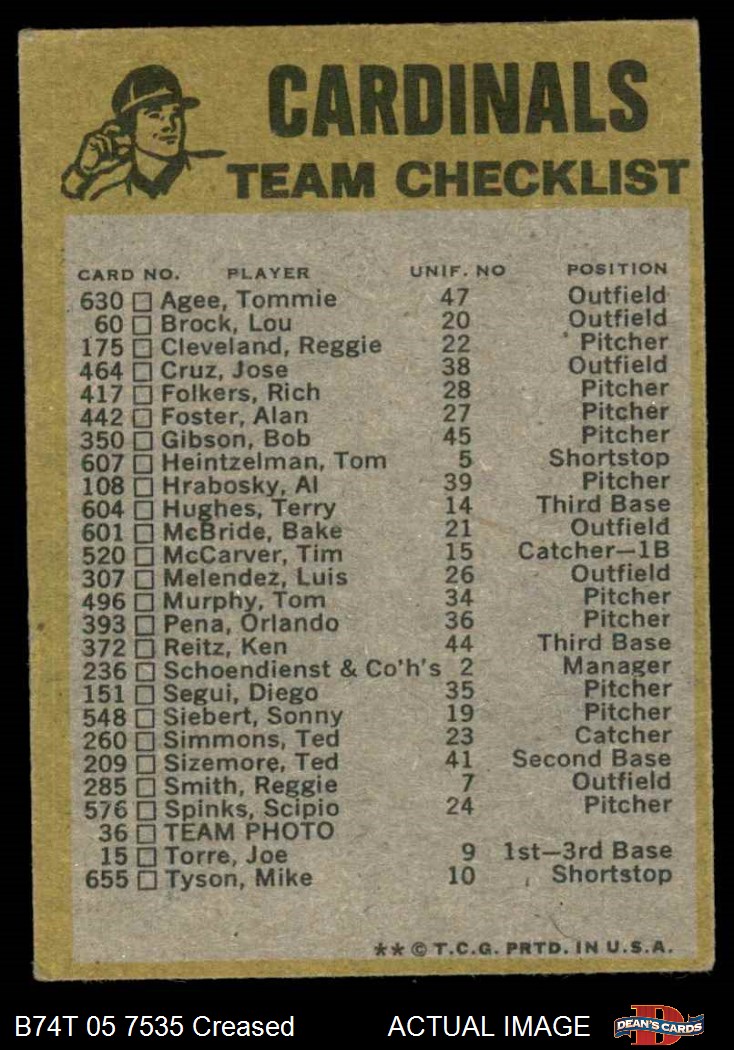 CARDINALS
TEAM CHECKLIST
CARD NO. PLAYER UNIF. NO POSITION
630 Agee, Tommie 47 Outfield
60 Brock, Lou 20 Outfield
175 Cleveland, Reggie 22 Pitcher
464 Cruz, Jose 38 Outfield
417 Folkers, Rich 28 Pitcher
442 Foster, Alan 27 Pitcher
350 Gibson, Bob 45 Pitcher
607 Heintzelman, Tom 5 Shortstop
108 Hrabosky, Al 39 Pitcher
604 Hughes, Terry 14 Third Base
601 McBride, Bake 21 Outfield
520 McCarver, Tim 15 Catcher—1B
307 Melendez, Luis 26 Outfield
496 Murphy, Tom 34 Pitcher
393 Pena, Orlando 36 Pitcher
372 Reitz, Ken 44 Third Base
236 Schoendienst & Co'h's 2 Manager
151 Segui, Diego 35 Pitcher
548 Siebert, Sonny 19 Pitcher
260 Simmons, Ted 23 Catcher
209 Sizemore, Ted 41 Second Base
285 Smith, Reggie 7 Outfield
576 Spinks, Scipio 24 Pitcher
36 TEAM PHOTO
15 Torre, Joe 9 1st—3rd Base
655 Tyson, Mike 10 Shortstop
** © T.C.G. PRTD. IN U.S.A.
B74T 05 7535 Creased ACTUAL IMAGE DEAN'S CARDS